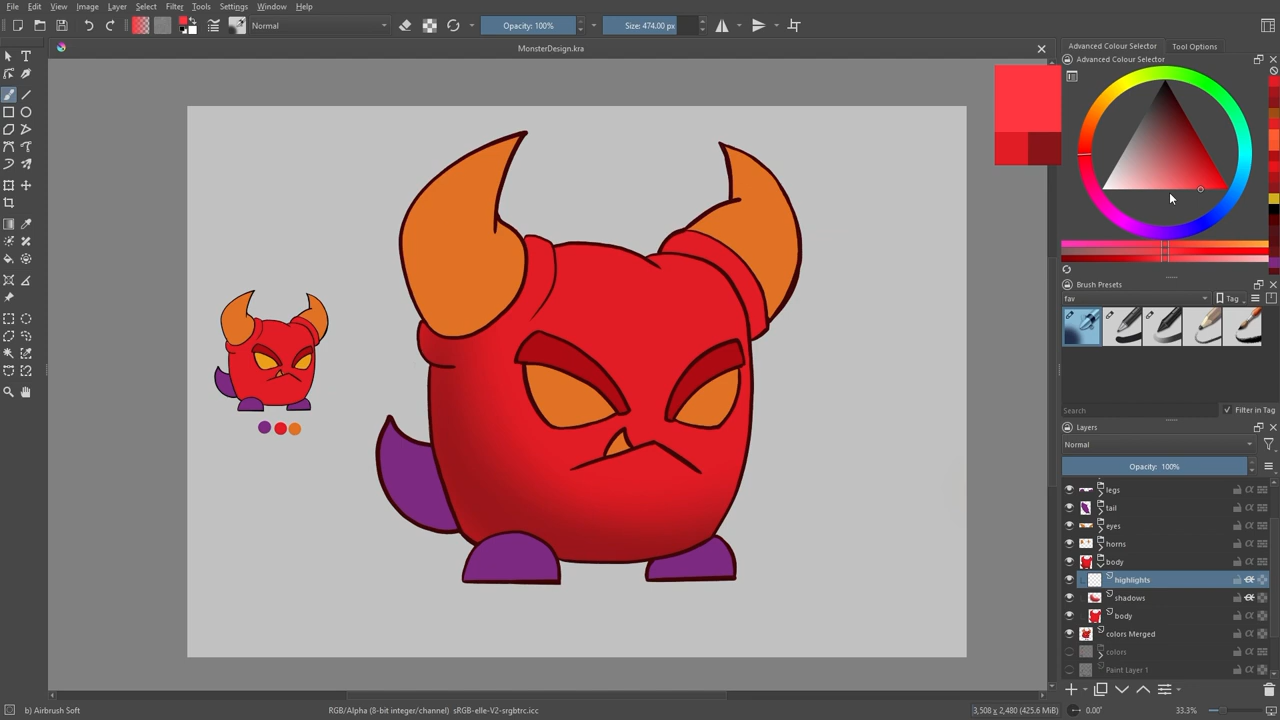 File Edit View Image Layer Select Filter Tools Settings Window Help
Normal
Opacity: 100%
Size: 474.00 px
MonsterDesign.kra
Advanced Colour Selector
Tool Options
Advanced Colour Selector
Brush Presets
fav
Tag
Search
Filter in Tag
Layers
Normal
Opacity: 100%
legs
tail
eyes
horns
body
highlights
shadows
body
colors Merged
colors
Paint Layer 1
b) Airbrush Soft
RGB/Alpha (8-bit integer/channel) sRGB-elle-V2-srgbtrc.icc
3,508 x 2,480 (425.6 MiB)
0.00°
33.3%